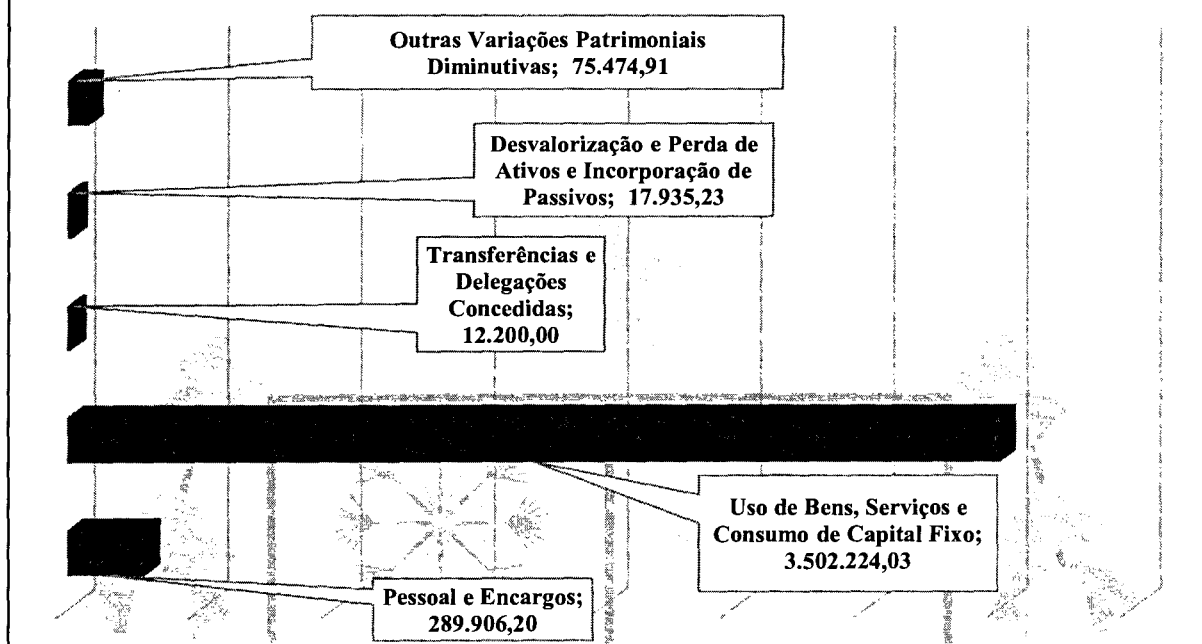 Outras Variações Patrimoniais
Diminutivas; 75.474,91
Desvalorização e Perda de
Ativos e Incorporação de
Passivos; 17.935,23
Transferências e
Delegações
Concedidas;
12.200,00
Uso de Bens, Serviços e
Consumo de Capital Fixo;
3.502.224,03
Pessoal e Encargos;
289.906,20